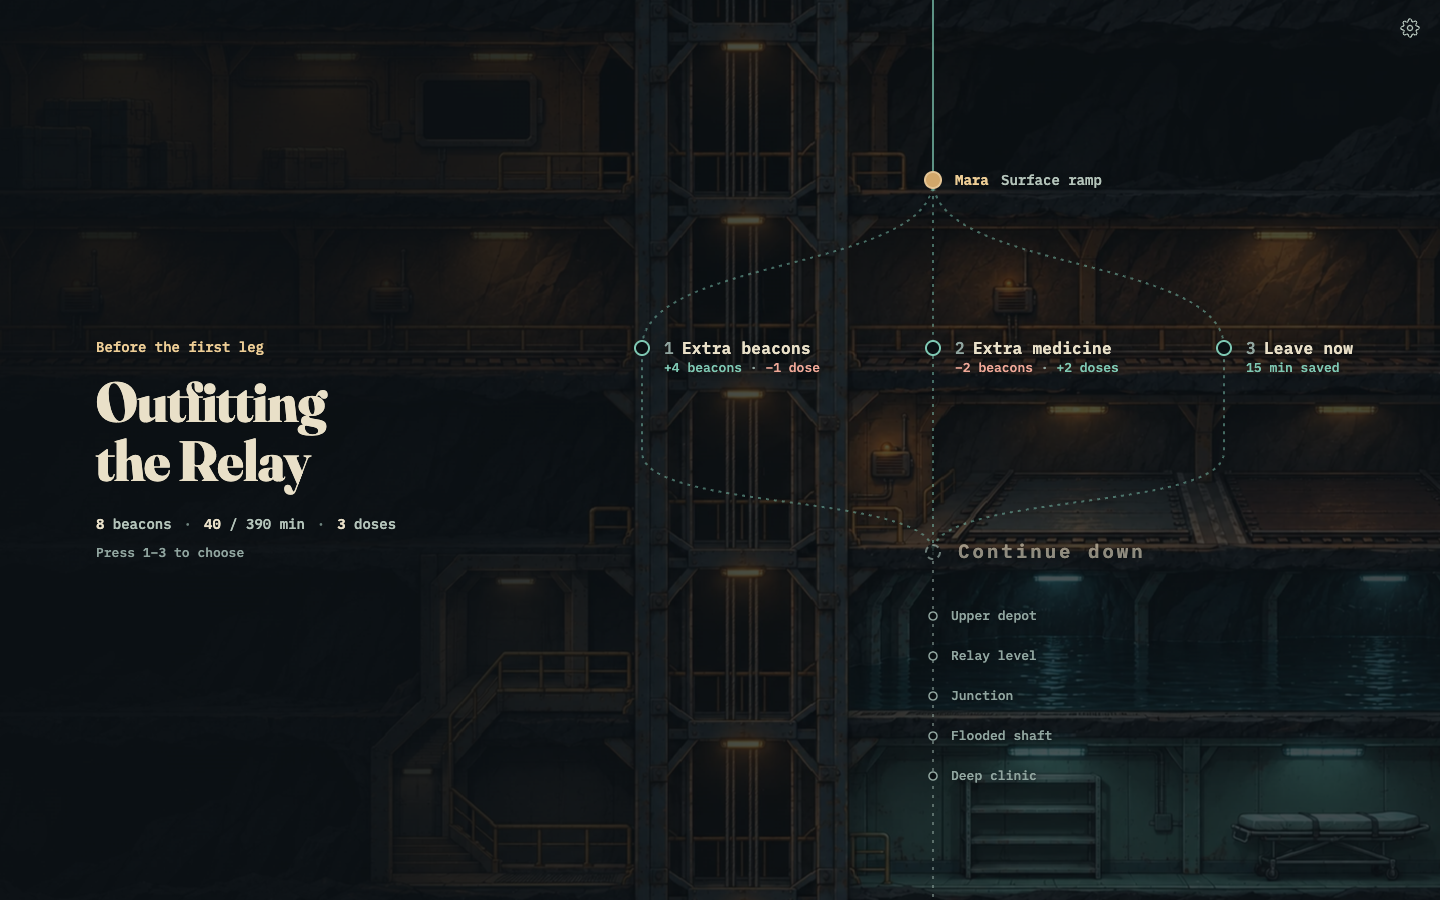 Mara Surface ramp
Before the first leg
Outfitting
the Relay
8 beacons · 40 / 390 min · 3 doses
Press 1–3 to choose
1 Extra beacons
+4 beacons · −1 dose
2 Extra medicine
−2 beacons · +2 doses
3 Leave now
15 min saved
Continue down
Upper depot
Relay level
Junction
Flooded shaft
Deep clinic